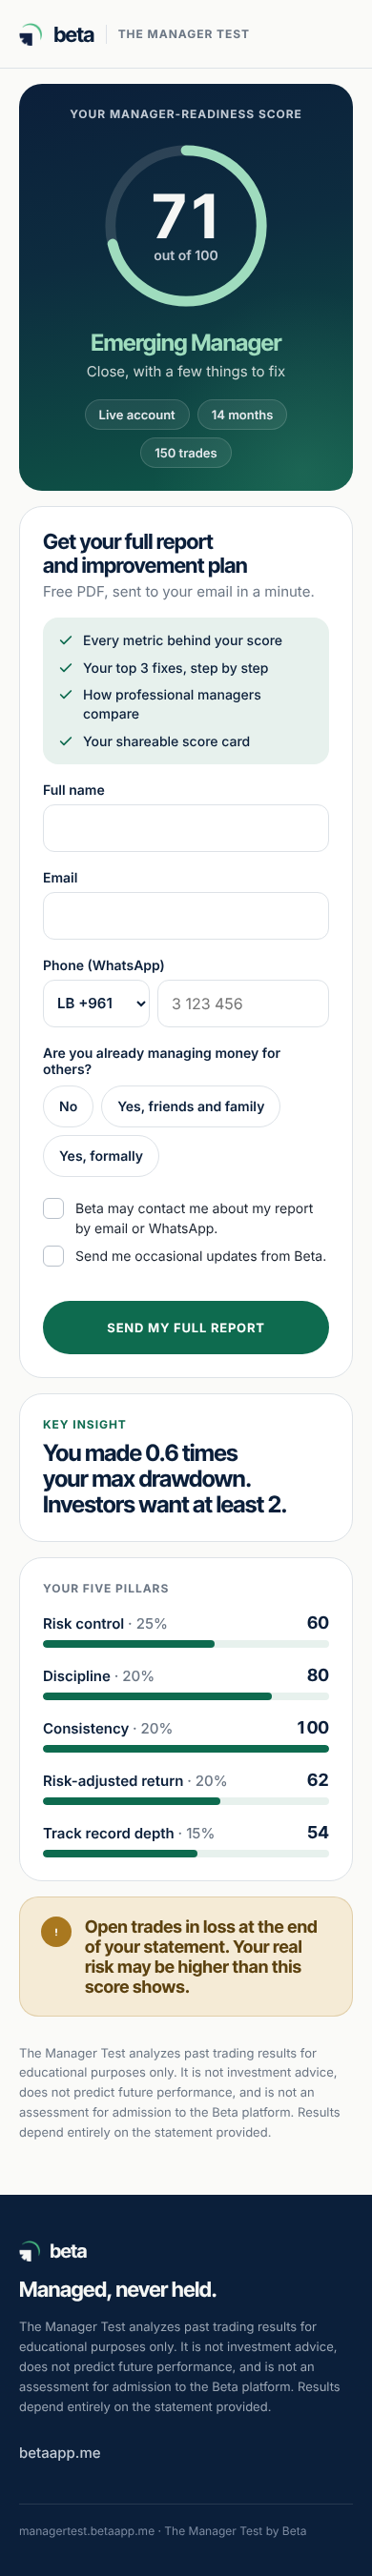 beta THE MANAGER TEST
YOUR MANAGER-READINESS SCORE
71
out of 100
Emerging Manager
Close, with a few things to fix
Live account 14 months
150 trades
Get your full report
and improvement plan
Free PDF, sent to your email in a minute.
Every metric behind your score
Your top 3 fixes, step by step
How professional managers
compare
Your shareable score card
Full name
Email
Phone (WhatsApp)
LB +961 3 123 456
Are you already managing money for
others?
No Yes, friends and family
Yes, formally
Beta may contact me about my report
by email or WhatsApp.
Send me occasional updates from Beta.
SEND MY FULL REPORT
KEY INSIGHT
You made 0.6 times
your max drawdown.
Investors want at least 2.
YOUR FIVE PILLARS
Risk control · 25% 60
Discipline · 20% 80
Consistency · 20% 100
Risk-adjusted return · 20% 62
Track record depth · 15% 54
! Open trades in loss at the end
of your statement. Your real
risk may be higher than this
score shows.
The Manager Test analyzes past trading results for
educational purposes only. It is not investment advice,
does not predict future performance, and is not an
assessment for admission to the Beta platform. Results
depend entirely on the statement provided.
beta
Managed, never held.
The Manager Test analyzes past trading results for
educational purposes only. It is not investment advice,
does not predict future performance, and is not an
assessment for admission to the Beta platform. Results
depend entirely on the statement provided.
betaapp.me
managertest.betaapp.me · The Manager Test by Beta